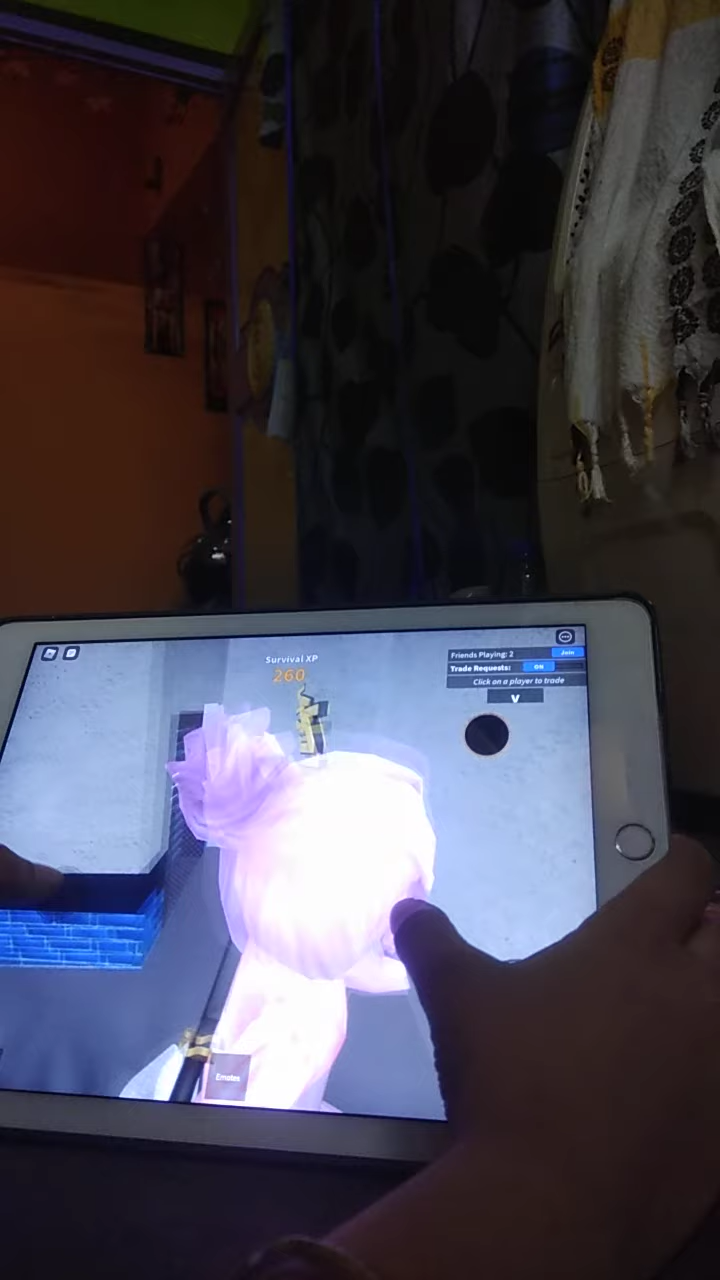 Survival XP
260
Friends Playing: 2
Join
Trade Requests:
ON
Click on a player to trade
V
Emotes